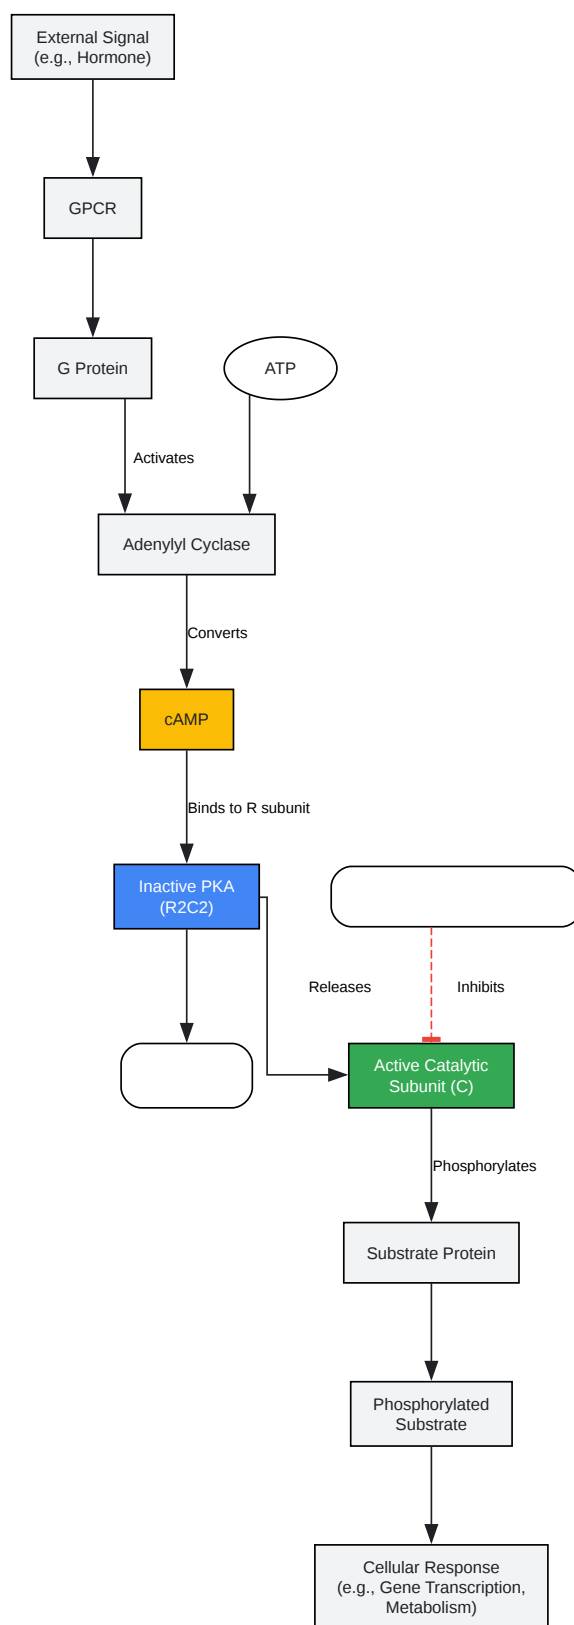 External Signal
(e.g., Hormone)
GPCR
G Protein
ATP
Activates
Adenylyl Cyclase
Converts
cAMP
Binds to R subunit
Inactive PKA
(R2C2)
Releases
Inhibits
Active Catalytic
Subunit (C)
Phosphorylates
Substrate Protein
Phosphorylated
Substrate
Cellular Response
(e.g., Gene Transcription,
Metabolism)